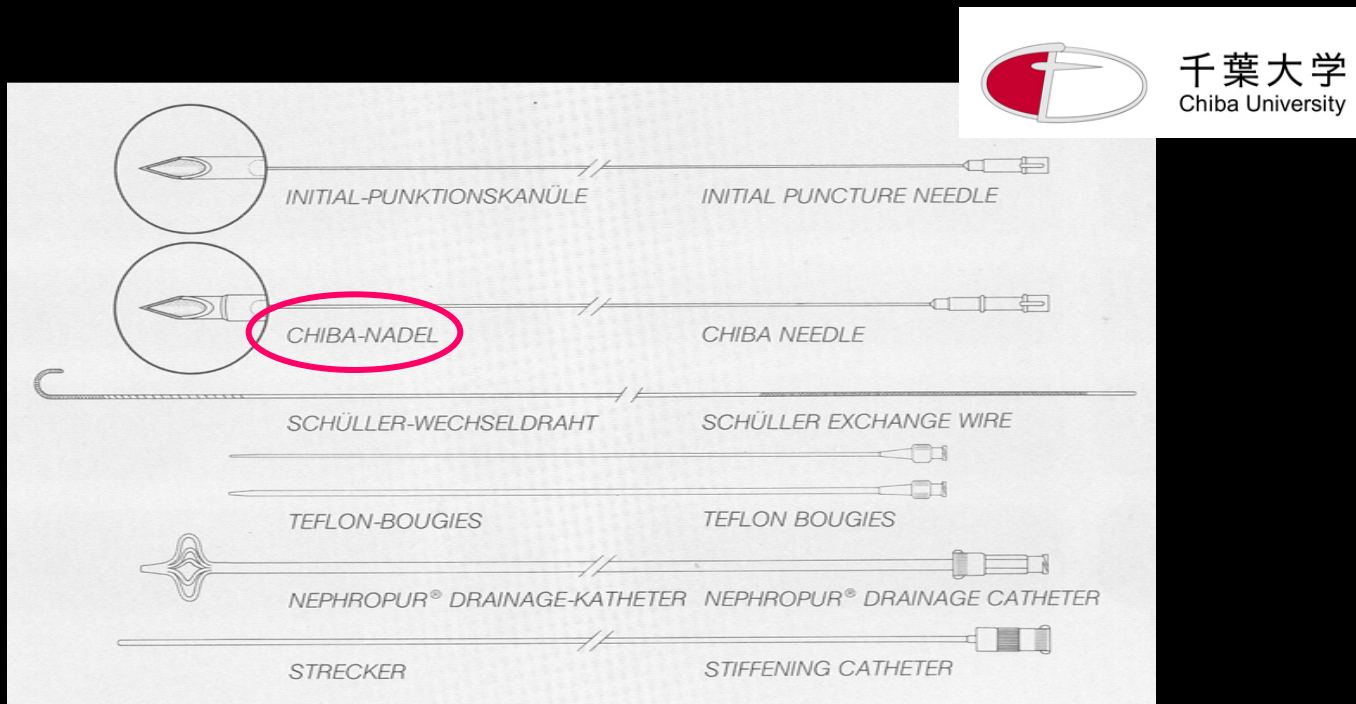 千葉大学
Chiba University
INITIAL-PUNKTIONSKANÜLE INITIAL PUNCTURE NEEDLE
CHIBA-NADEL CHIBA NEEDLE
SCHÜLLER-WECHSELDRAHT SCHÜLLER EXCHANGE WIRE
TEFLON-BOUGIES TEFLON BOUGIES
NEPHROPUR® DRAINAGE-KATHETER NEPHROPUR® DRAINAGE CATHETER
STRECKER STIFFENING CATHETER